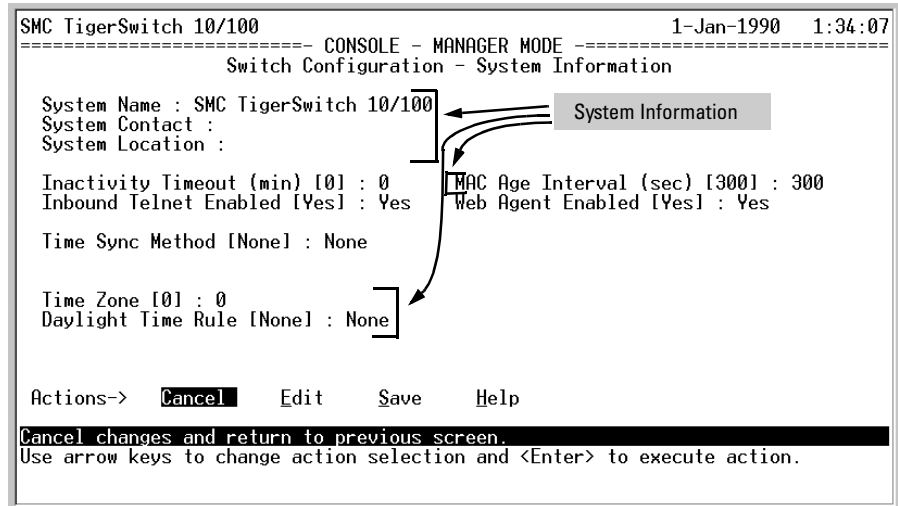 SMC TigerSwitch 10/100 1-Jan-1990 1:34:07
==========================- CONSOLE - MANAGER MODE -============================
Switch Configuration - System Information
System Name : SMC TigerSwitch 10/100
System Contact :
System Location :
System Information
Inactivity Timeout (min) [0] : 0 MAC Age Interval (sec) [300] : 300
Inbound Telnet Enabled [Yes] : Yes Web Agent Enabled [Yes] : Yes
Time Sync Method [None] : None
Time Zone [0] : 0
Daylight Time Rule [None] : None
Actions-> Cancel Edit Save Help
Cancel changes and return to previous screen.
Use arrow keys to change action selection and <Enter> to execute action.